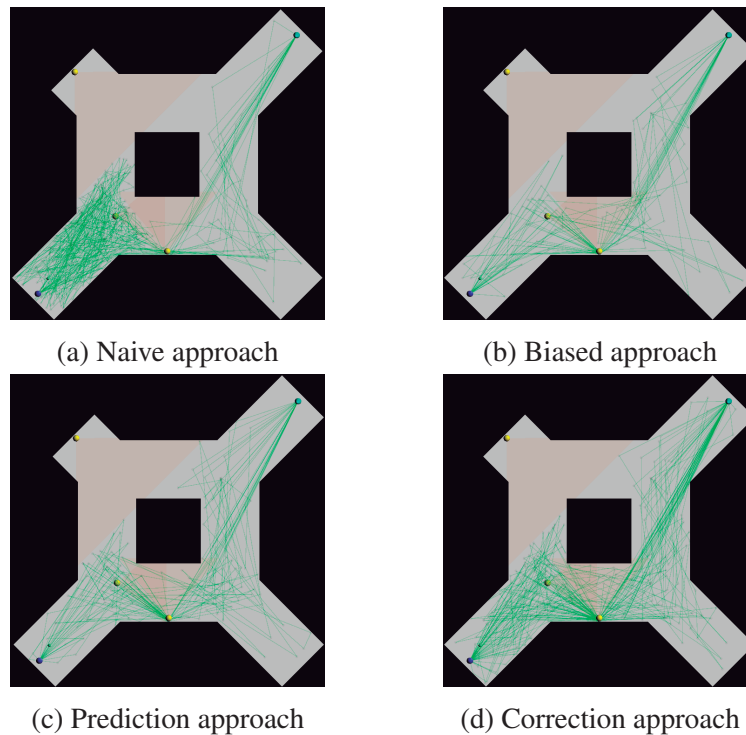 (a) Naive approach
(b) Biased approach
(c) Prediction approach
(d) Correction approach